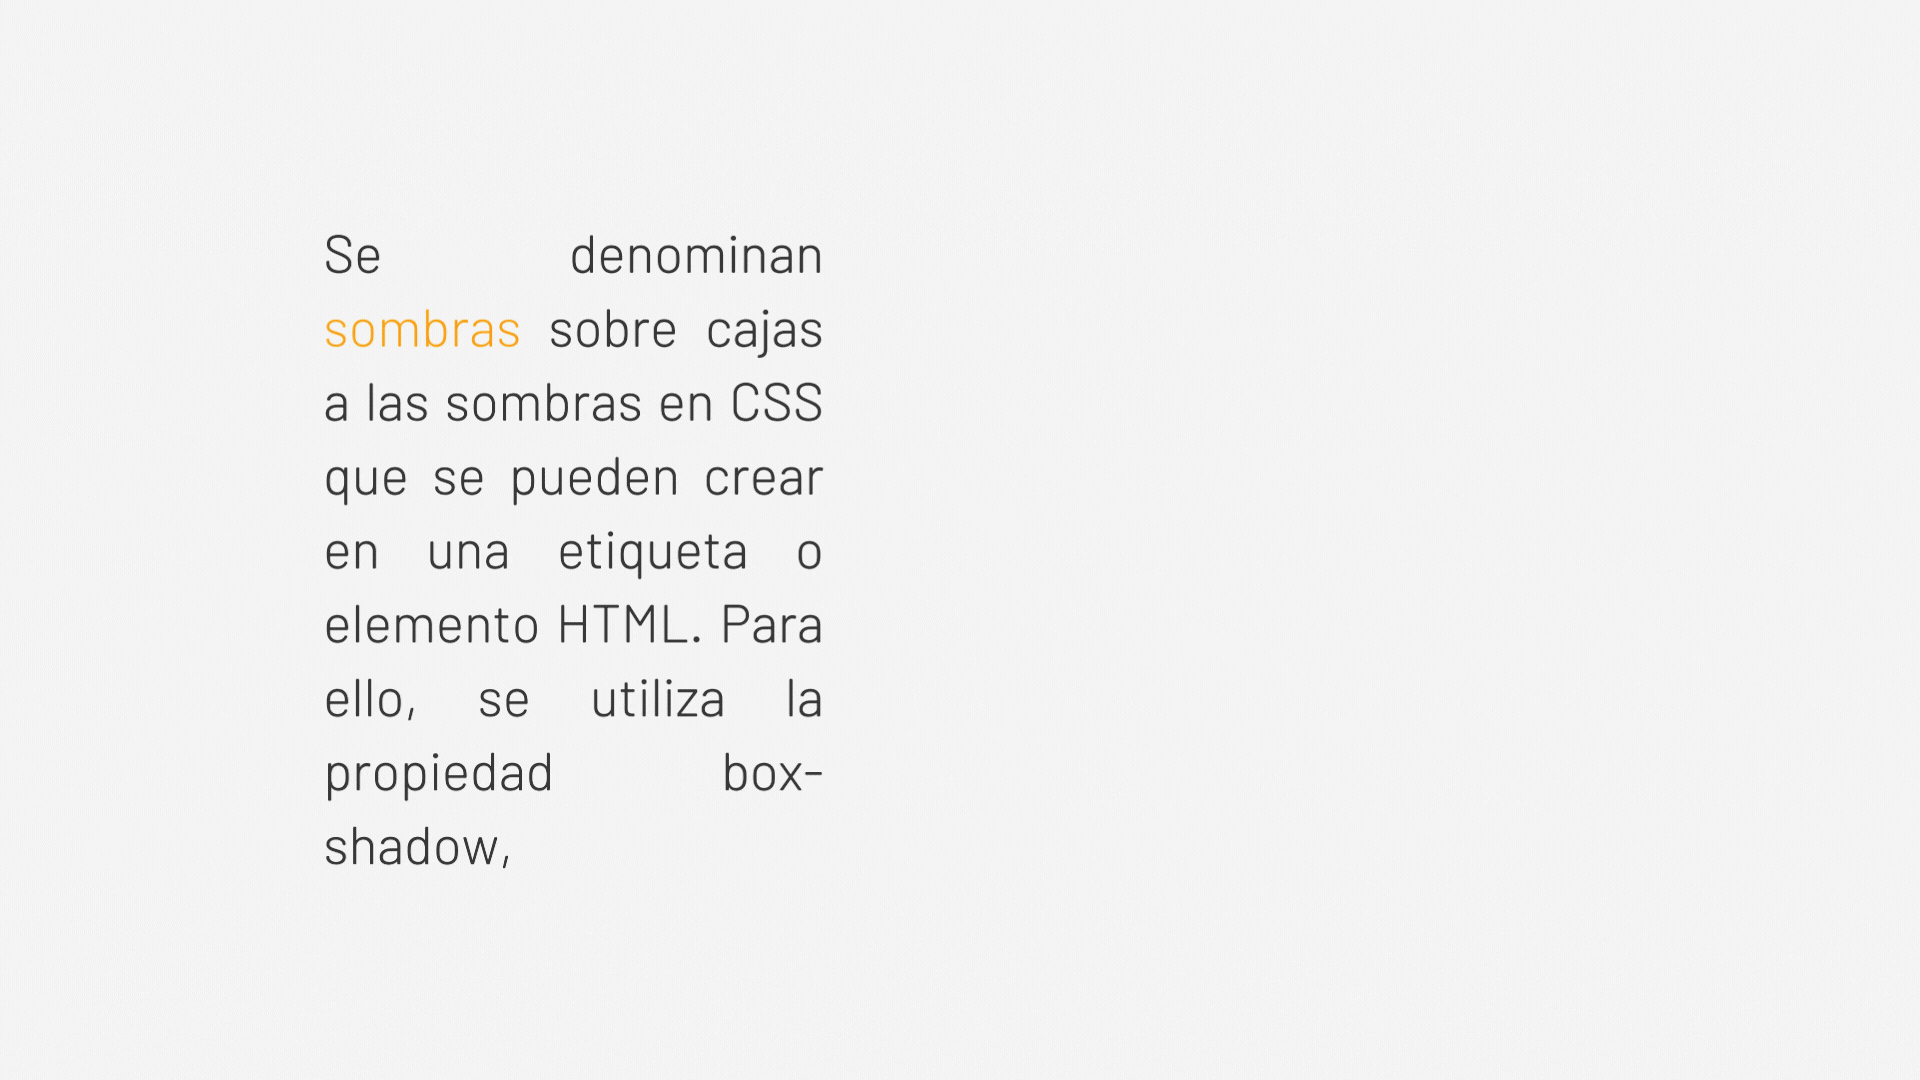 Se denominan
sombras sobre cajas
a las sombras en CSS
que se pueden crear
en una etiqueta o
elemento HTML. Para
ello, se utiliza la
propiedad box-
shadow,